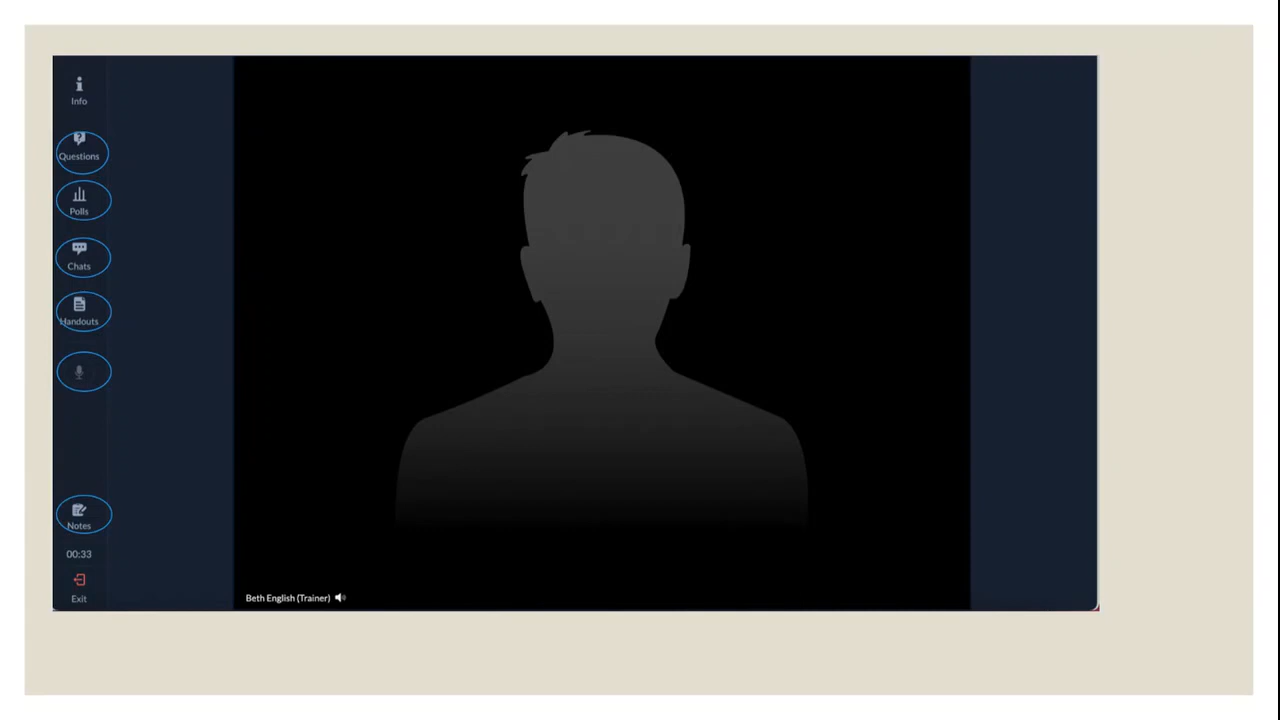 Info
Questions
Polls
Chats
Handouts
Notes
00:33
Exit
Beth English (Trainer)